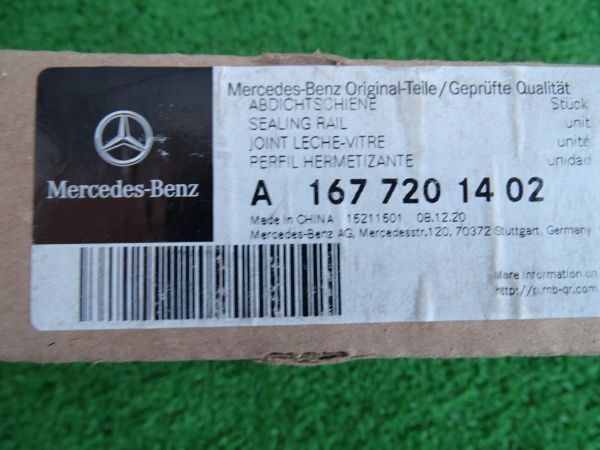 Mercedes-Benz Original-Teile/Geprüfte Qualität
ABDICHTSCHIENE Stück
SEALING RAIL unit
JOINT LECHE-VITRE unité
PERFIL HERMETIZANTE unidad
Mercedes-Benz
A 167 720 14 02
Made in CHINA 15211501 08.12.20
Mercedes-Benz AG, Mercedesstr.120, 70372 Stuttgart, Germany
More information on
http://p.mb-qr.com